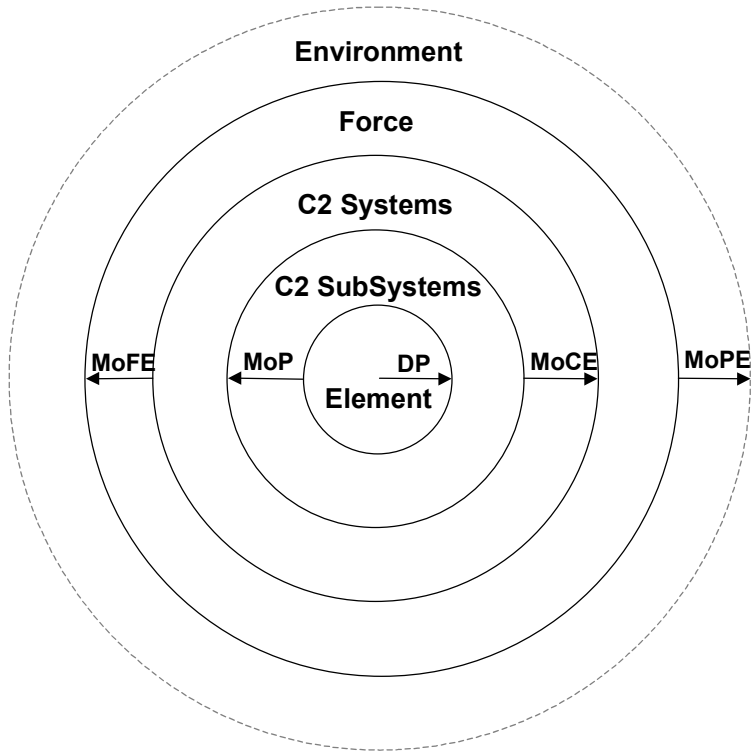 Environment
Force
C2 Systems
C2 SubSystems
MoFE
MoP
DP
MoCE
MoPE
Element